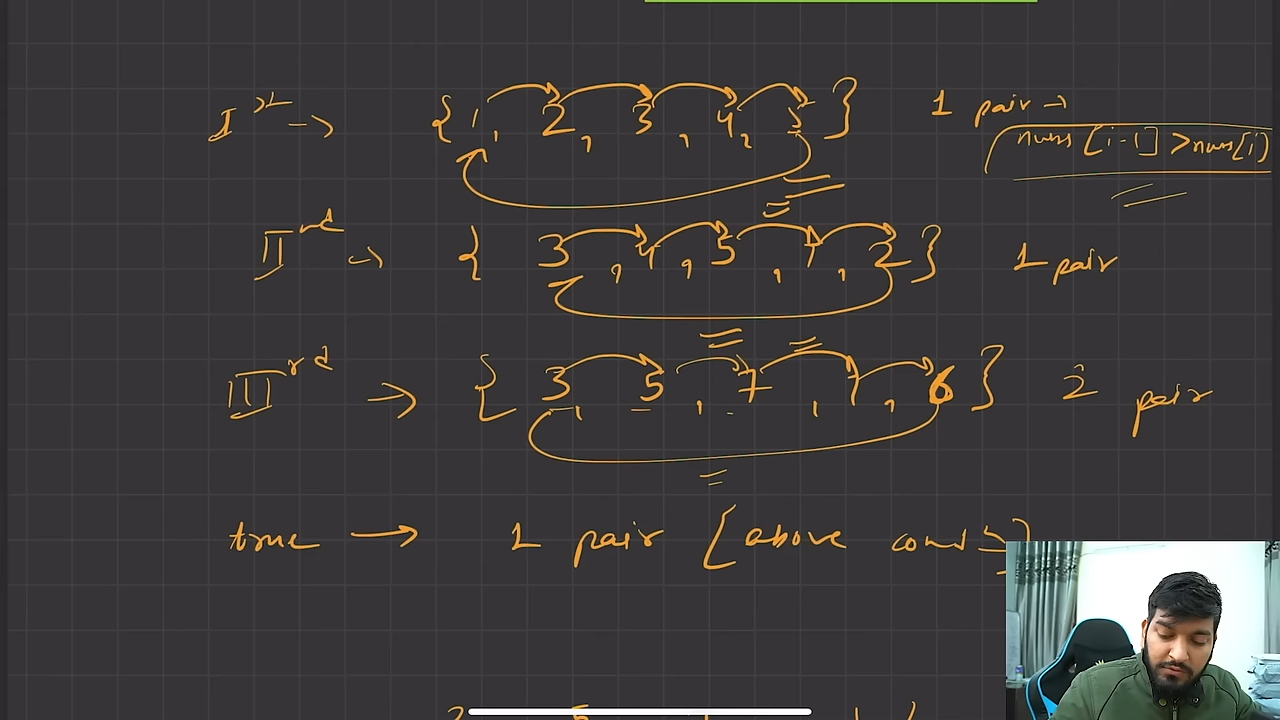 Ist → {1, 2, 3, 4, 5} 1 pair →
nums[i-1] > nums[i]
IInd → {3, 4, 5, 1, 2} 1 pair
IIIrd → {3, 5, 7, 1, 6} 2 pair
true → 1 pair [above cond]